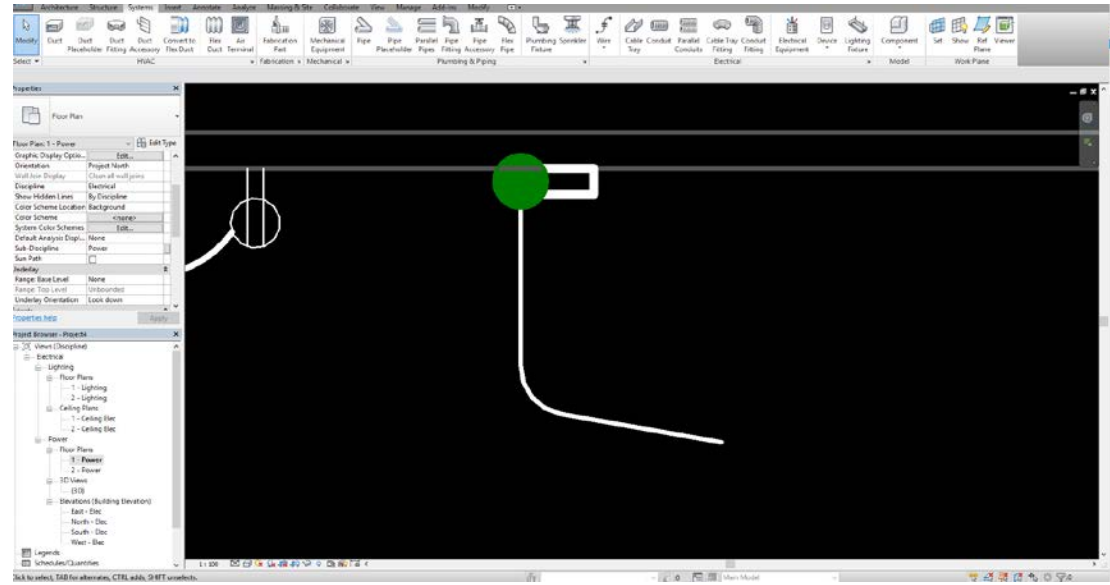 Architecture Structure Systems Insert Annotate Analyze Massing & Site Collaborate View Manage Add-Ins Modify
Modify Duct Duct Placeholder Duct Fitting Duct Accessory Convert to Flex Duct Flex Duct Air Terminal Fabrication Part Mechanical Equipment Pipe Pipe Placeholder Parallel Pipes Pipe Fitting Pipe Accessory Flex Pipe Plumbing Fixture Sprinkler Wire Cable Tray Conduit Parallel Conduits Cable Tray Fitting Conduit Fitting Electrical Equipment Device Lighting Fixture Component Set Show Ref Plane Viewer
Select HVAC Fabrication Mechanical Plumbing & Piping Electrical Model Work Plane
Properties
Floor Plan
Floor Plan: 1 - Power Edit Type
Graphic Display Optio... Edit...
Orientation Project North
Wall Join Display Clean all wall joins
Discipline Electrical
Show Hidden Lines By Discipline
Color Scheme Location Background
Color Scheme <none>
System Color Schemes Edit...
Default Analysis Displ... None
Sub-Discipline Power
Sun Path
Underlay
Range: Base Level None
Range: Top Level Unbounded
Underlay Orientation Look down
Properties help Apply
Project Browser - Project4
Views (Discipline)
Electrical
Lighting
Floor Plans
1 - Lighting
2 - Lighting
Ceiling Plans
1 - Ceiling Elec
2 - Ceiling Elec
Power
Floor Plans
1 - Power
2 - Power
3D Views
{3D}
Elevations (Building Elevation)
East - Elec
North - Elec
South - Elec
West - Elec
Legends
Schedules/Quantities
1 : 100
Click to select, TAB for alternates, CTRL adds, SHIFT unselects. :0 Main Model